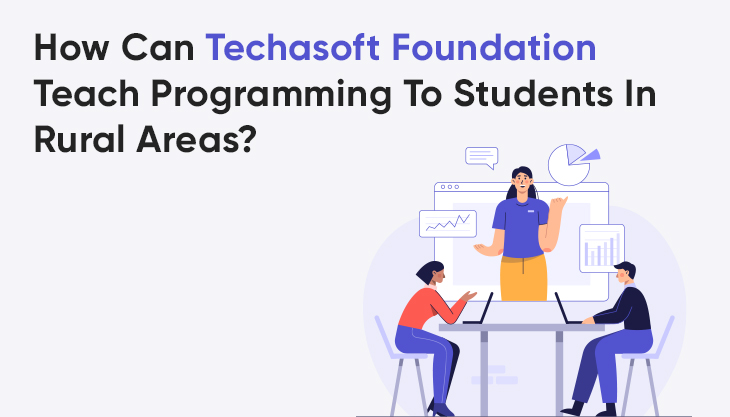 How Can Techasoft Foundation
Teach Programming To Students In
Rural Areas?